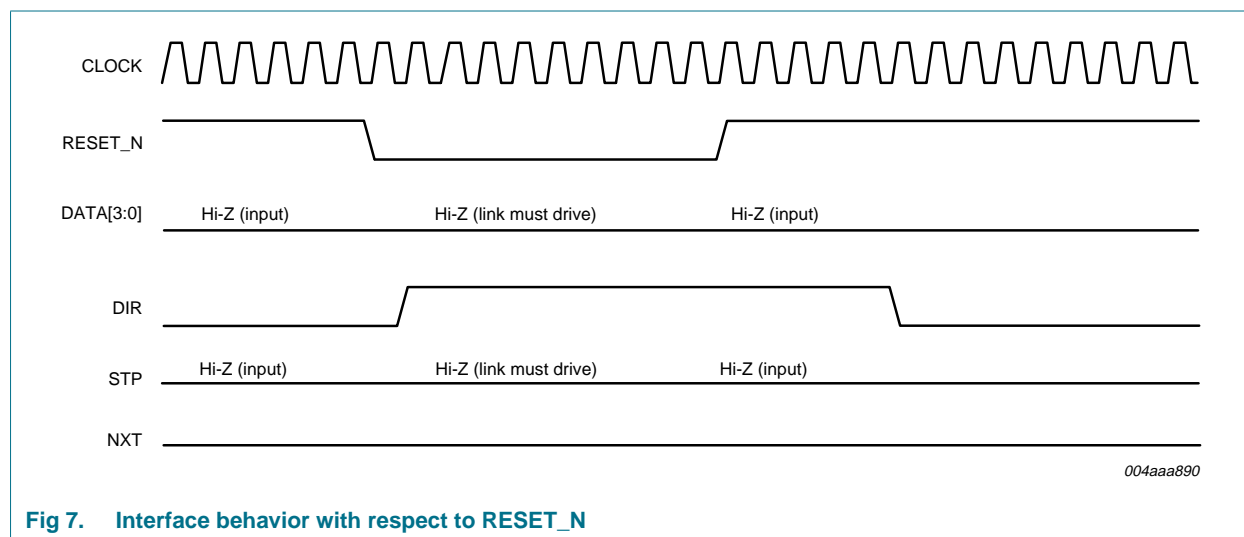 CLOCK
RESET_N
DATA[3:0] Hi-Z (input) Hi-Z (link must drive) Hi-Z (input)
DIR
STP Hi-Z (input) Hi-Z (link must drive) Hi-Z (input)
NXT
004aaa890
Fig 7. Interface behavior with respect to RESET_N